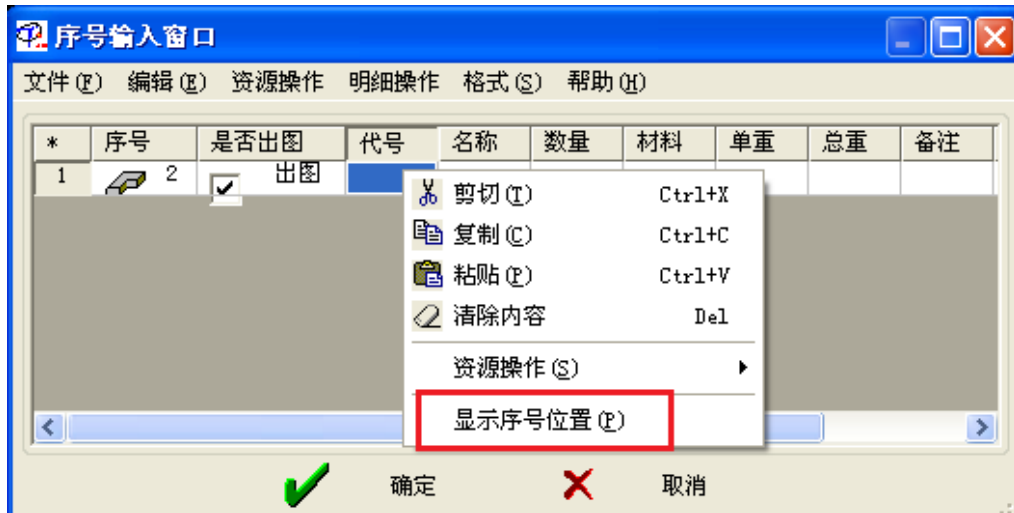 序号输入窗口
文件(F) 编辑(E) 资源操作 明细操作 格式(S) 帮助(H)
* 序号 是否出图 代号 名称 数量 材料 单重 总重 备注
1 2 出图
剪切(T) Ctrl+X
复制(C) Ctrl+C
粘贴(P) Ctrl+V
清除内容 Del
资源操作(S)
显示序号位置(P)
确定 取消